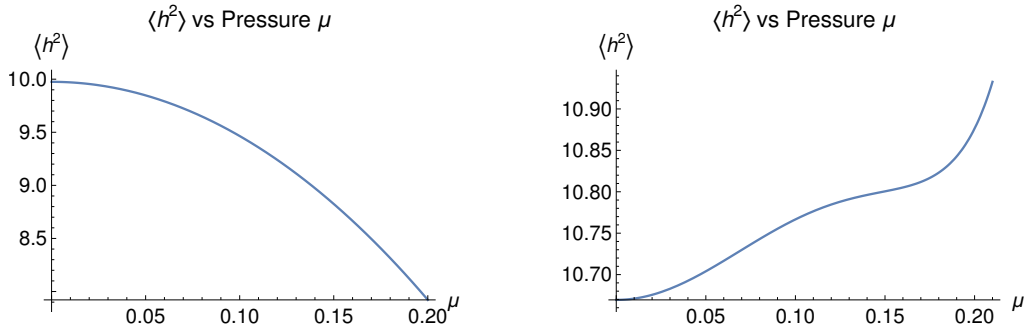 ⟨h²⟩ vs Pressure μ
⟨h²⟩
10.0
9.5
9.0
8.5
0.05 0.10 0.15 0.20 μ
⟨h²⟩ vs Pressure μ
⟨h²⟩
10.90
10.85
10.80
10.75
10.70
0.05 0.10 0.15 0.20 μ